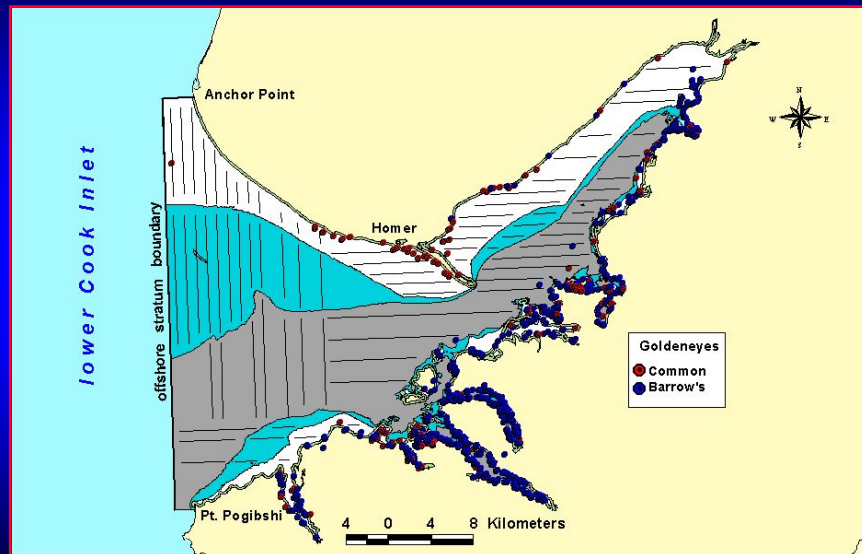 Anchor Point
N
W E
S
lower Cook Inlet
offshore stratum boundary
Homer
Goldeneyes
Common
Barrow's
Pt. Pogibshi
4 0 4 8 Kilometers